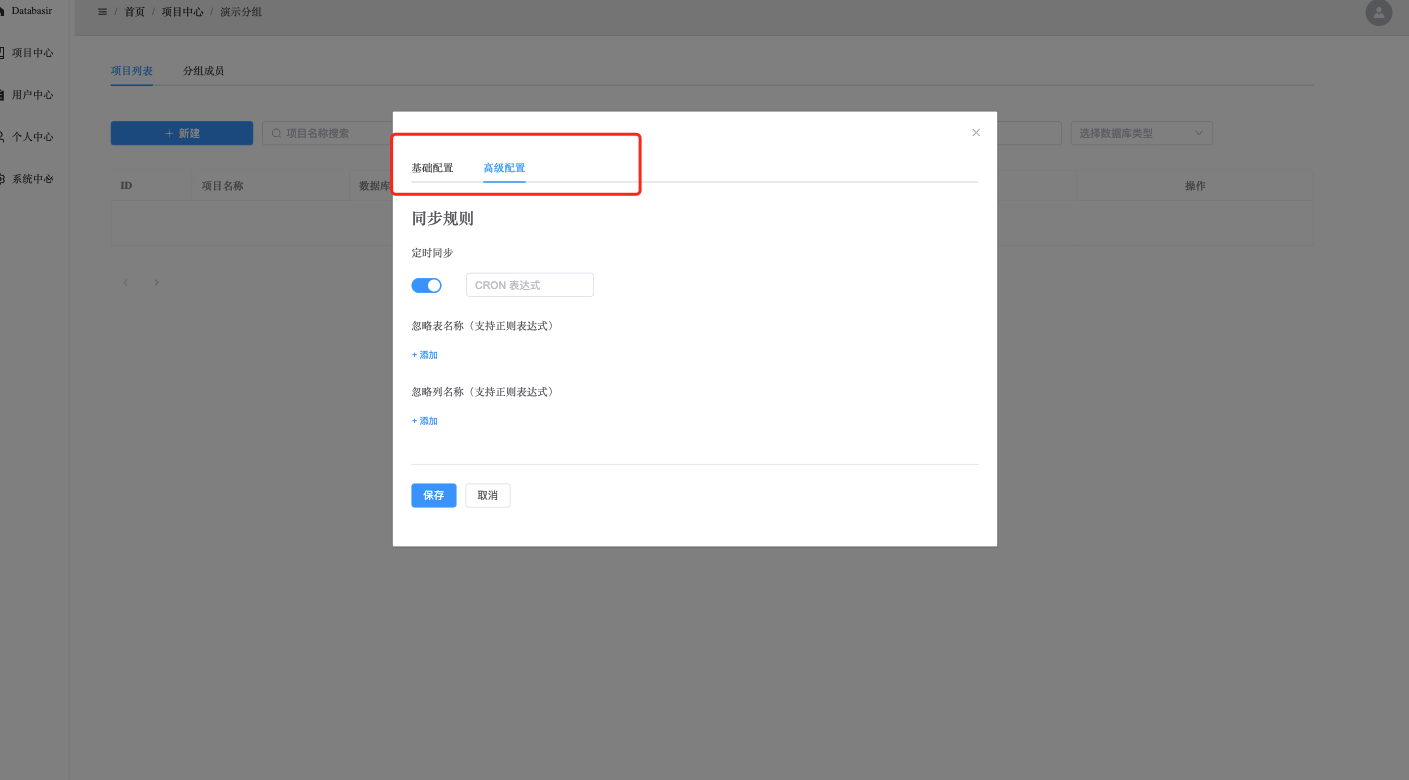 Databasir
/ 首页 / 项目中心 / 演示分组
项目中心
用户中心
个人中心
系统中心
项目列表 分组成员
+ 新建
项目名称搜索
选择数据库类型
ID 项目名称 数据库 操作
基础配置 高级配置
同步规则
定时同步
CRON 表达式
忽略表名称（支持正则表达式）
+ 添加
忽略列名称（支持正则表达式）
+ 添加
保存 取消